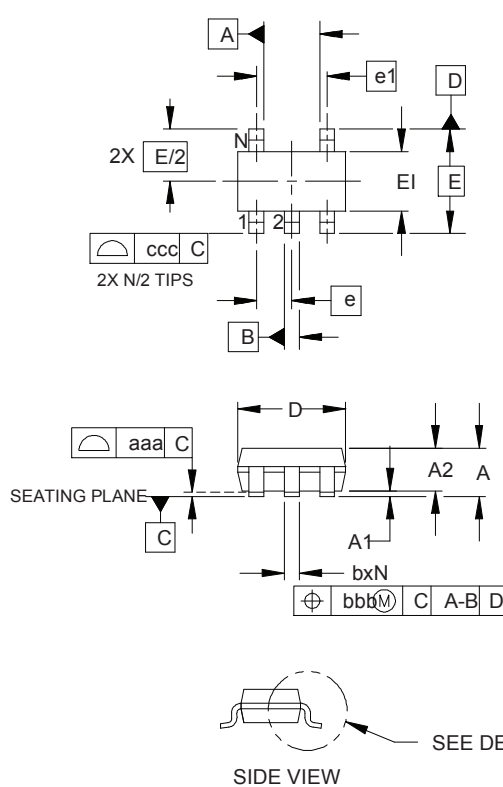 A
e1
D
N
2X E/2
EI
E
1 2
ccc C
2X N/2 TIPS
e
B
D
aaa C
A2
A
SEATING PLANE
A1
C
bxN
bbb M C A-B D
SEE DE
SIDE VIEW